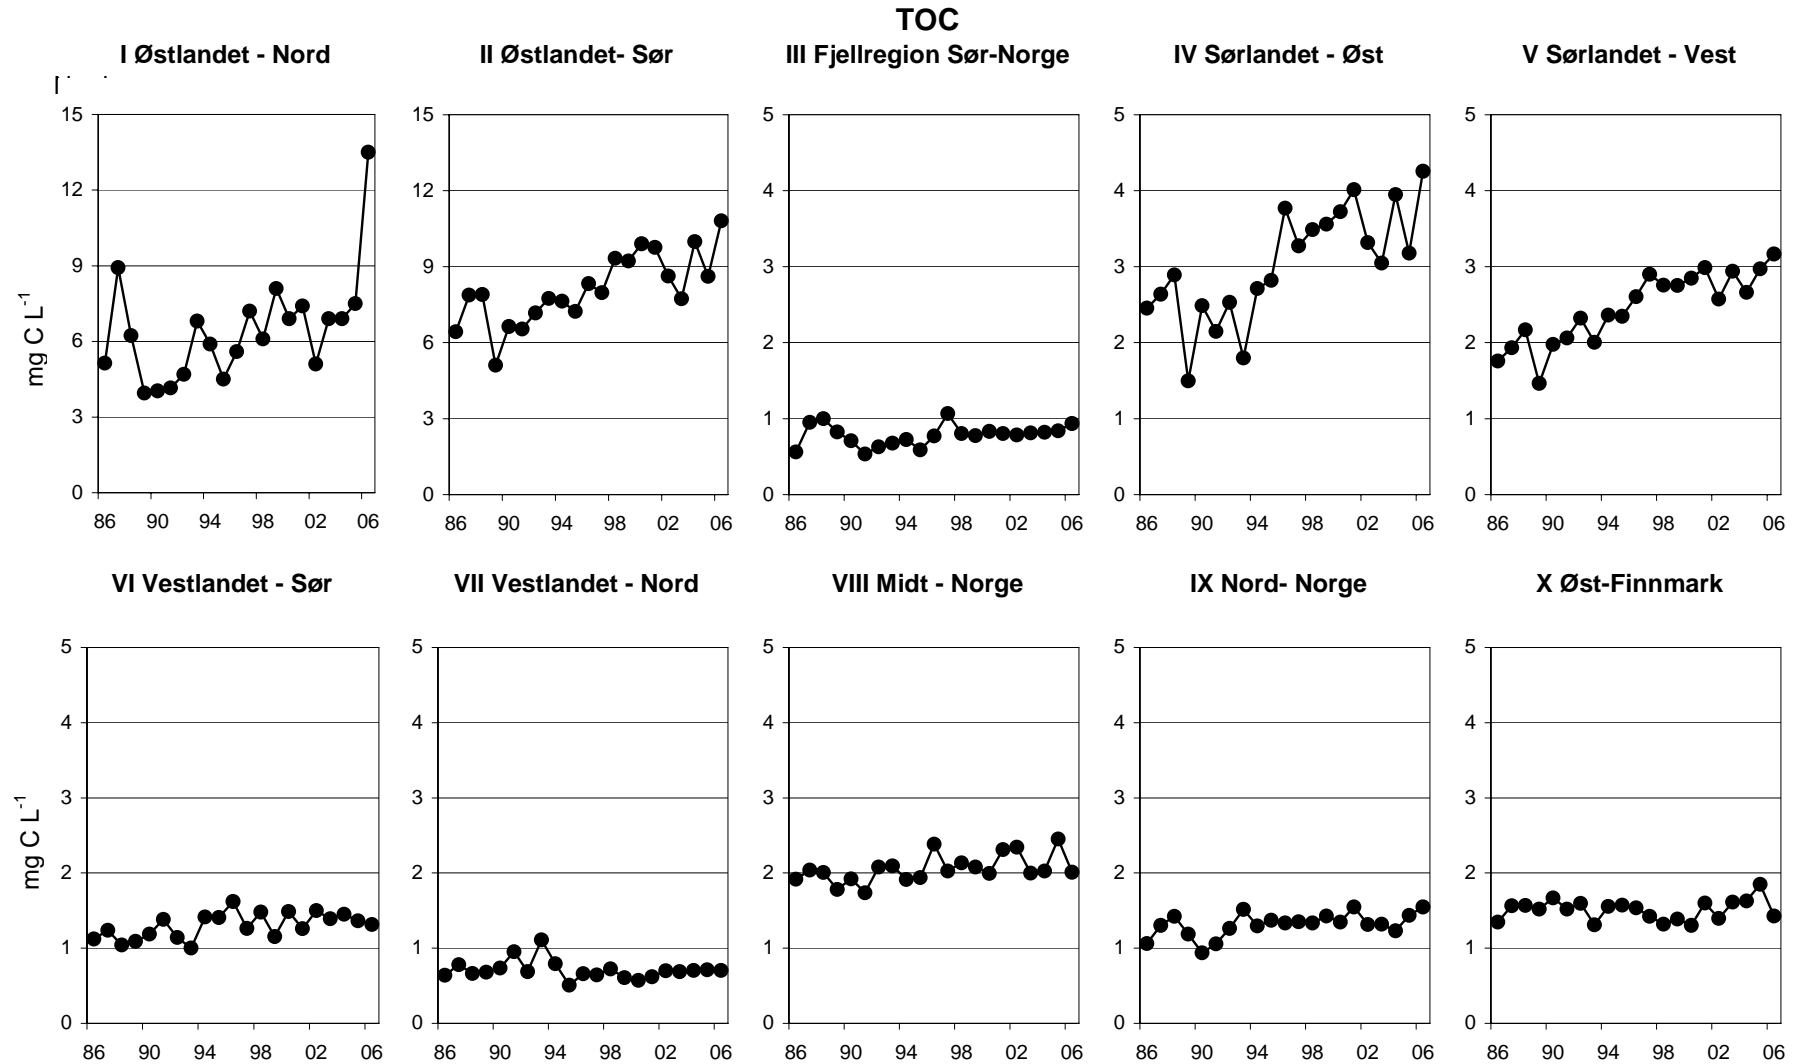 TOC
I Østlandet - Nord
II Østlandet- Sør
III Fjellregion Sør-Norge
IV Sørlandet - Øst
V Sørlandet - Vest
mg C L-1
15
12
9
6
3
0
86 90 94 98 02 06
15
12
9
6
3
0
86 90 94 98 02 06
5
4
3
2
1
0
86 90 94 98 02 06
5
4
3
2
1
0
86 90 94 98 02 06
5
4
3
2
1
0
86 90 94 98 02 06
VI Vestlandet - Sør
VII Vestlandet - Nord
VIII Midt - Norge
IX Nord- Norge
X Øst-Finnmark
mg C L-1
5
4
3
2
1
0
86 90 94 98 02 06
5
4
3
2
1
0
86 90 94 98 02 06
5
4
3
2
1
0
86 90 94 98 02 06
5
4
3
2
1
0
86 90 94 98 02 06
5
4
3
2
1
0
86 90 94 98 02 06